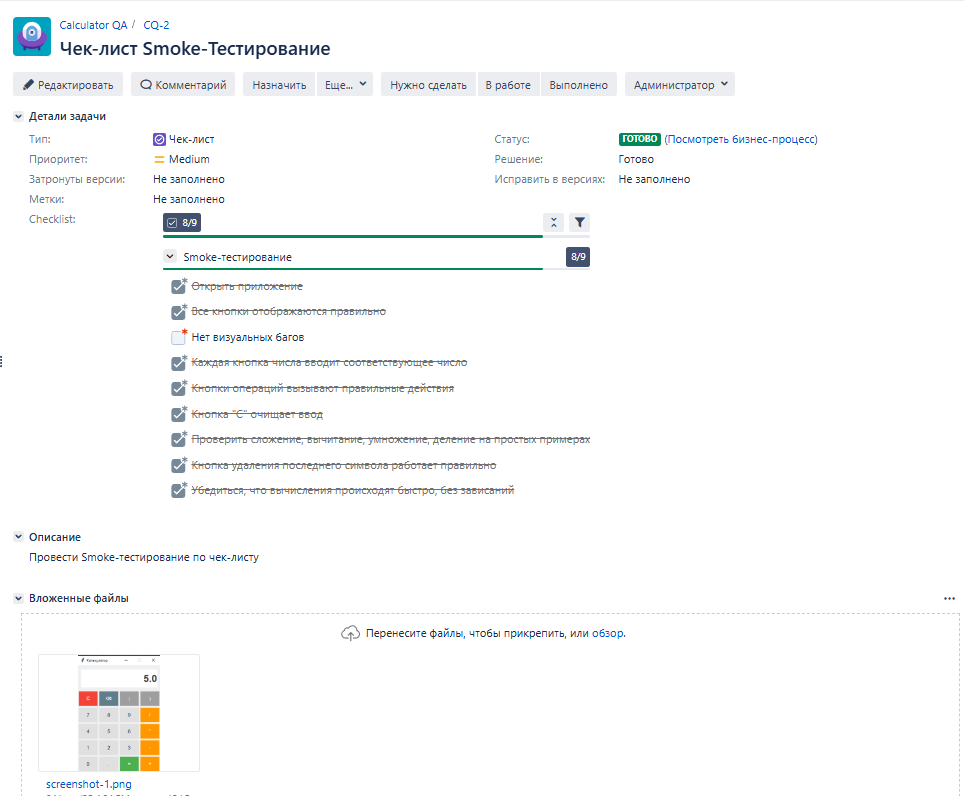 Calculator QA / CQ-2
Чек-лист Smoke-Тестирование
Редактировать Комментарий Назначить Еще... Нужно сделать В работе Выполнено Администратор
Детали задачи
Тип: Чек-лист Статус: ГОТОВО (Посмотреть бизнес-процесс)
Приоритет: Medium Решение: Готово
Затронуты версии: Не заполнено Исправить в версиях: Не заполнено
Метки: Не заполнено
Checklist: 8/9
Smoke-тестирование 8/9
Открыть приложение
Все кнопки отображаются правильно
Нет визуальных багов
Каждая кнопка числа вводит соответствующее число
Кнопки операций вызывают правильные действия
Кнопка "C" очищает ввод
Проверить сложение, вычитание, умножение, деление на простых примерах
Кнопка удаления последнего символа работает правильно
Убедиться, что вычисления происходят быстро, без зависаний
Описание
Провести Smoke-тестирование по чек-листу
Вложенные файлы
Перенесите файлы, чтобы прикрепить, или обзор.
Калькулятор
5.0
C
7 8 9
4 5 6
1 2 3
0
screenshot-1.png